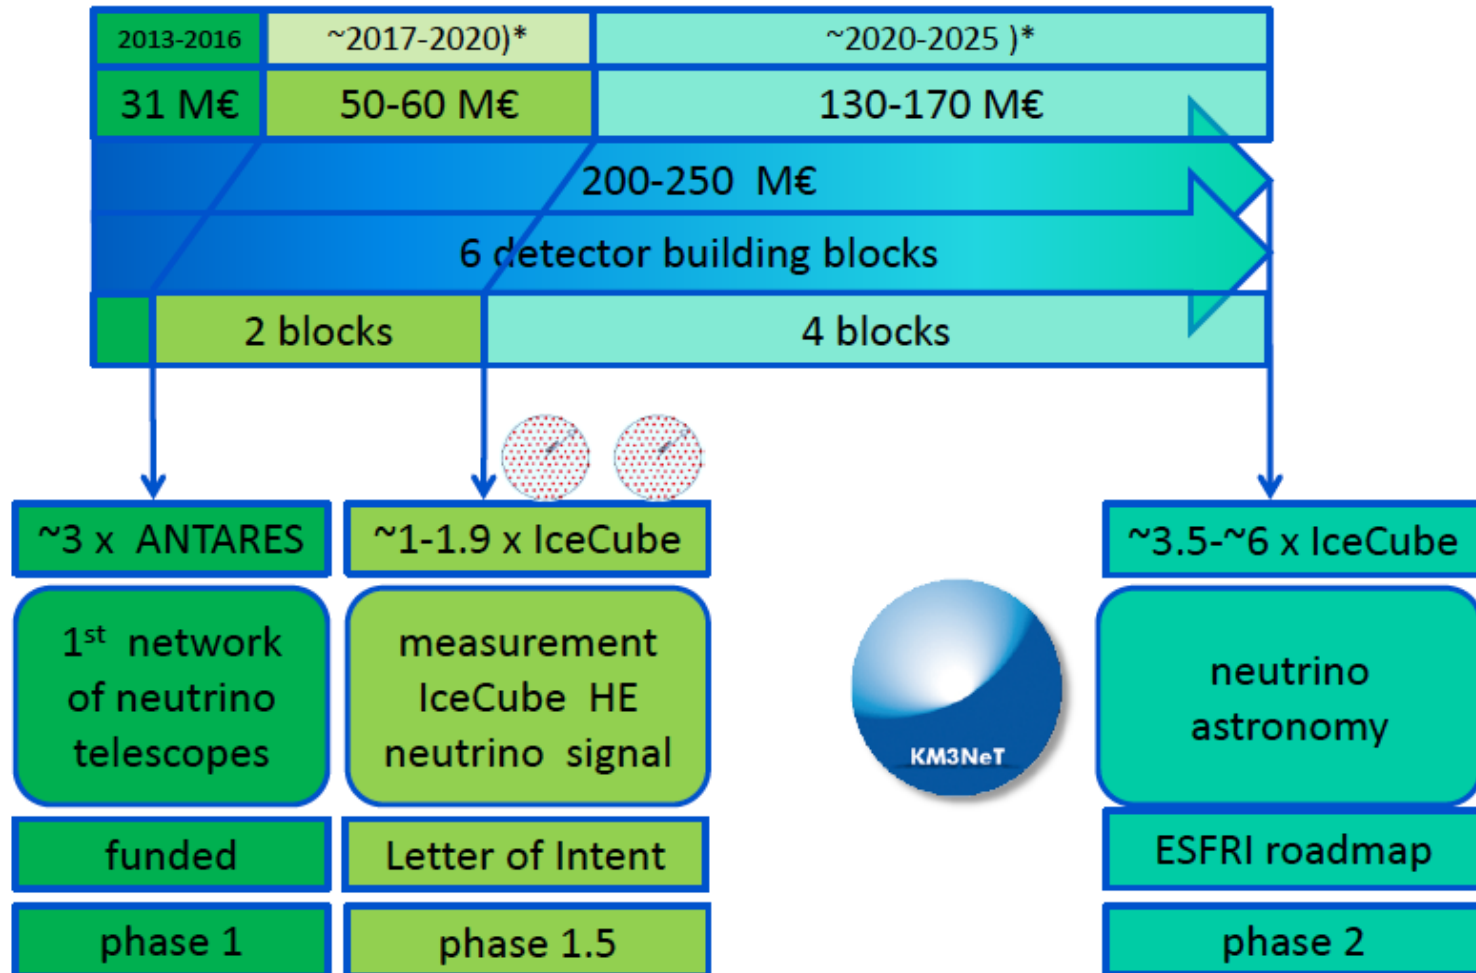 2013-2016
~2017-2020)*
~2020-2025 )*
31 M€
50-60 M€
130-170 M€
200-250 M€
6 detector building blocks
2 blocks
4 blocks
~3 x ANTARES
~1-1.9 x IceCube
~3.5-~6 x IceCube
1st network
of neutrino
telescopes
measurement
IceCube HE
neutrino signal
KM3NeT
neutrino
astronomy
funded
Letter of Intent
ESFRI roadmap
phase 1
phase 1.5
phase 2